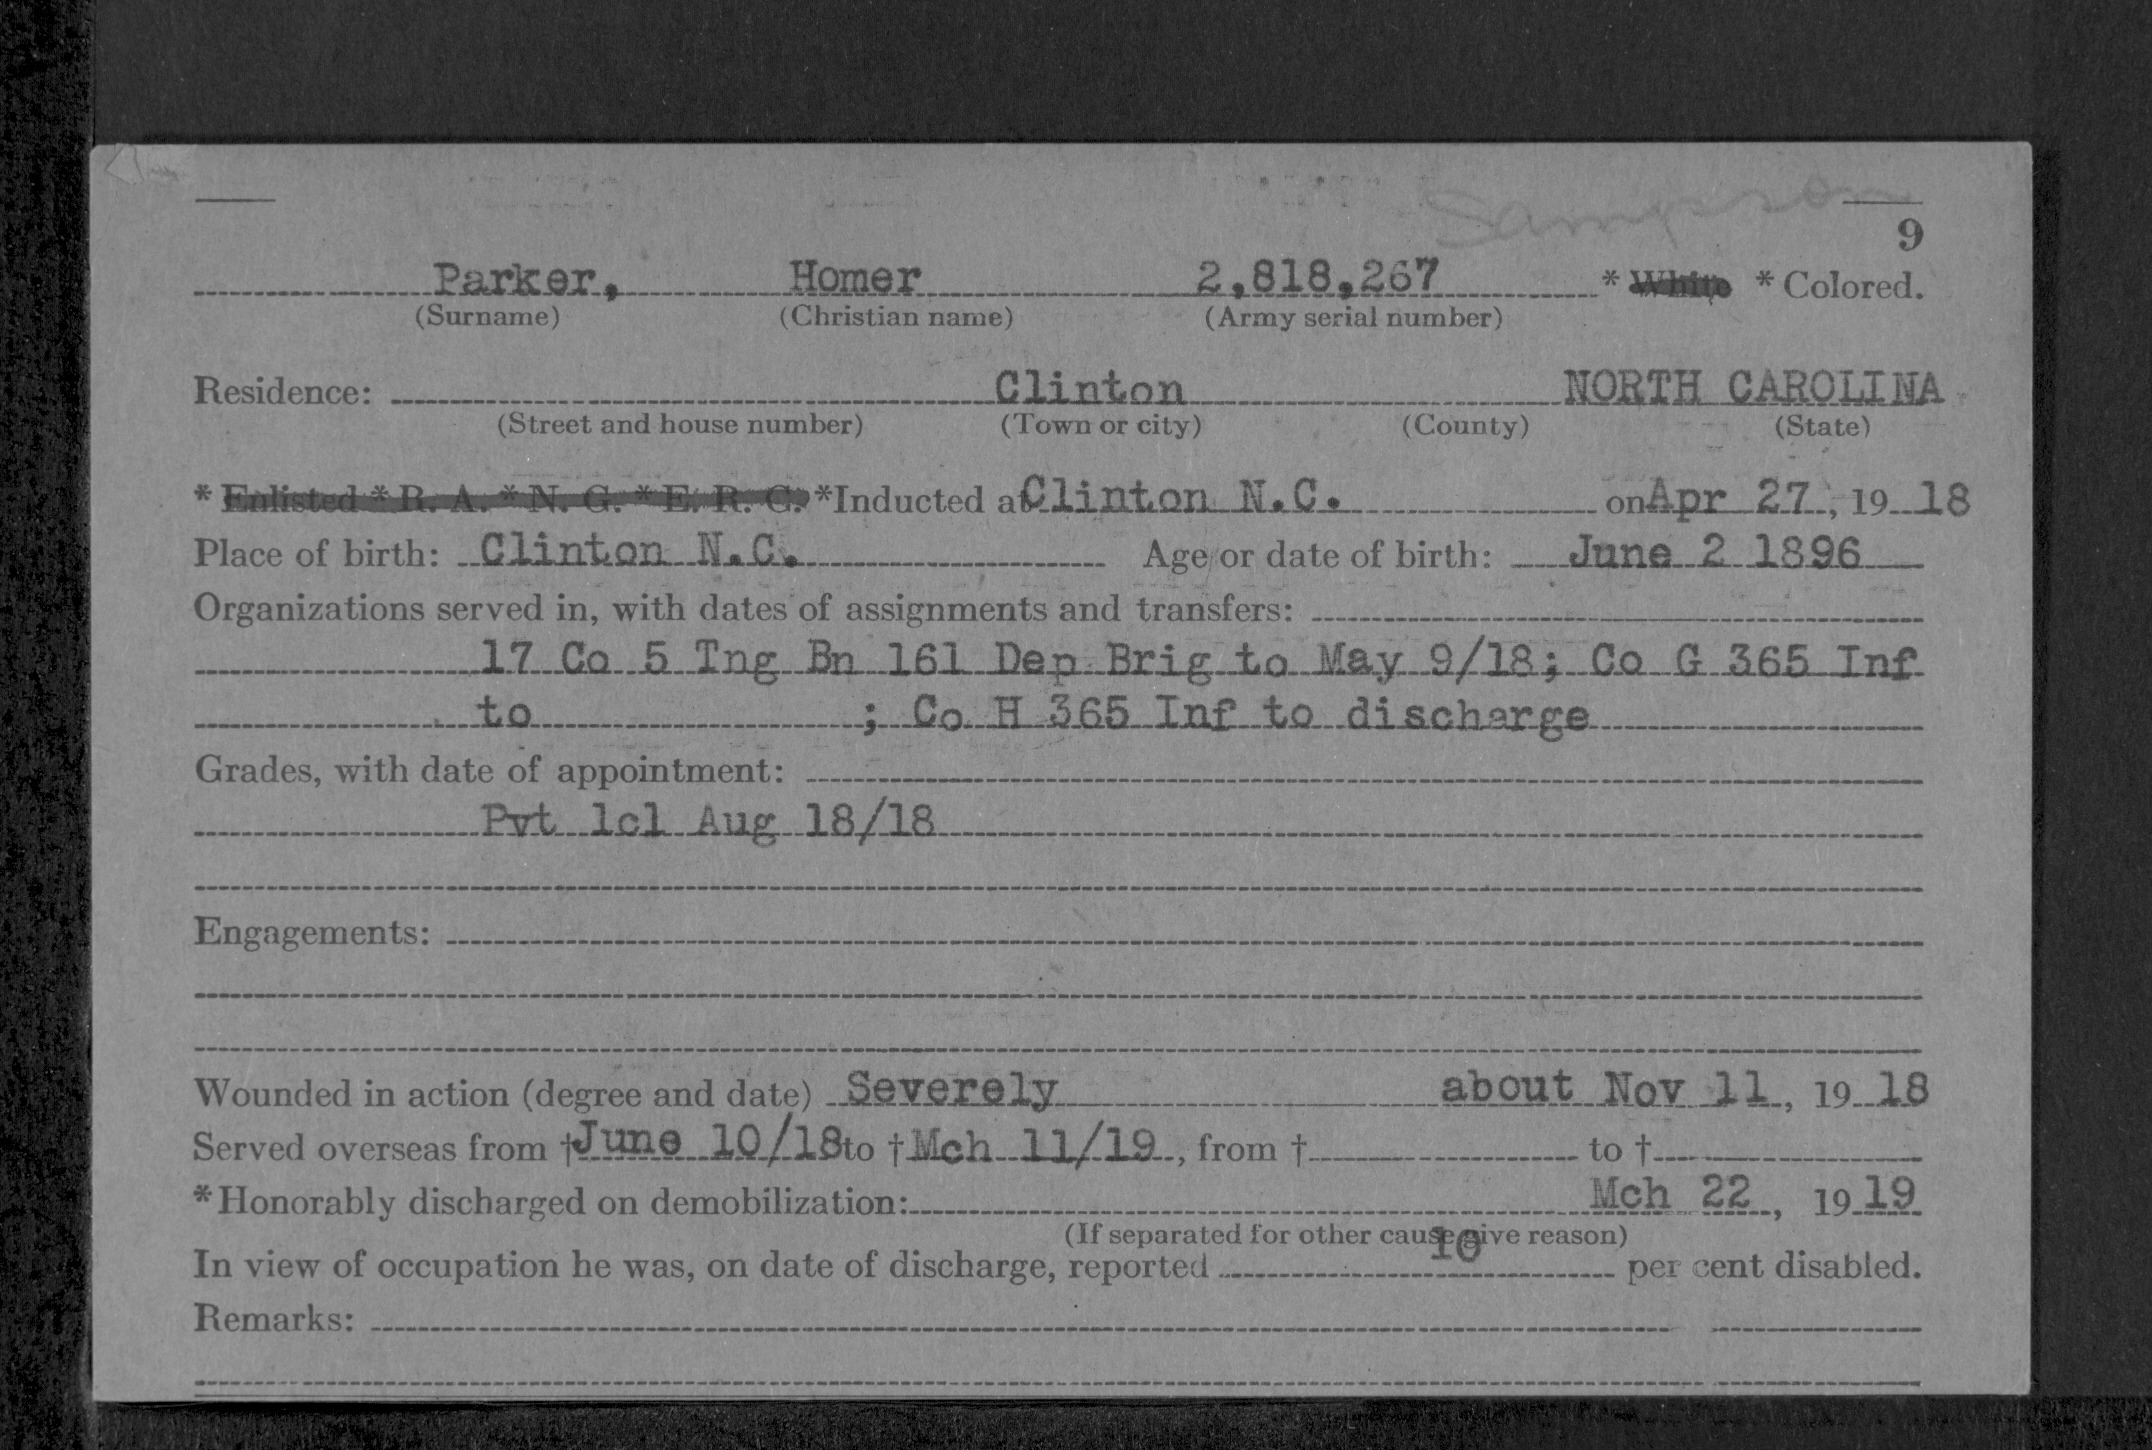 Sampson
9
Parker, Homer 2,818,267 * White * Colored.
(Surname) (Christian name) (Army serial number)
Residence: Clinton NORTH CAROLINA
(Street and house number) (Town or city) (County) (State)
* Enlisted * R. A. * N. G. * E. R. C. *Inducted at Clinton N.C. on Apr 27, 19 18
Place of birth: Clinton N.C. Age or date of birth: June 2 1896
Organizations served in, with dates of assignments and transfers:
17 Co 5 Tng Bn 161 Dep Brig to May 9/18; Co G 365 Inf
to ; Co H 365 Inf to discharge
Grades, with date of appointment:
Pvt 1cl Aug 18/18
Engagements:
Wounded in action (degree and date) Severely about Nov 11, 19 18
Served overseas from † June 10/18 to † Mch 11/19, from † to †
* Honorably discharged on demobilization: Mch 22, 19 19
(If separated for other cause give reason)
In view of occupation he was, on date of discharge, reported 10 per cent disabled.
Remarks: